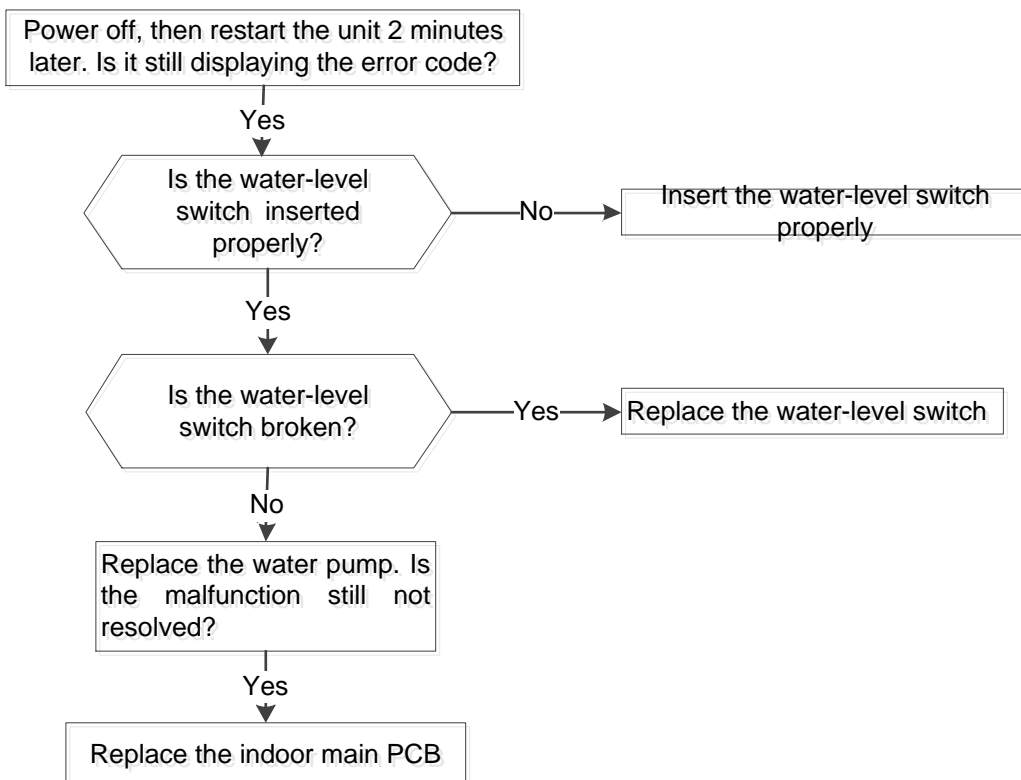 Power off, then restart the unit 2 minutes
later. Is it still displaying the error code?
Yes
Is the water-level
switch inserted
properly?
No
Insert the water-level switch
properly
Yes
Is the water-level
switch broken?
Yes
Replace the water-level switch
No
Replace the water pump. Is
the malfunction still not
resolved?
Yes
Replace the indoor main PCB